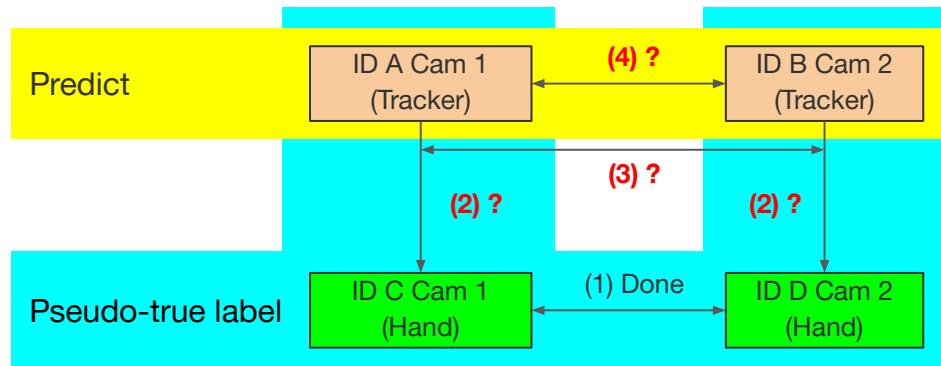 Predict
ID A Cam 1
(Tracker)
(4) ?
ID B Cam 2
(Tracker)
(3) ?
(2) ?
(2) ?
Pseudo-true label
ID C Cam 1
(Hand)
(1) Done
ID D Cam 2
(Hand)